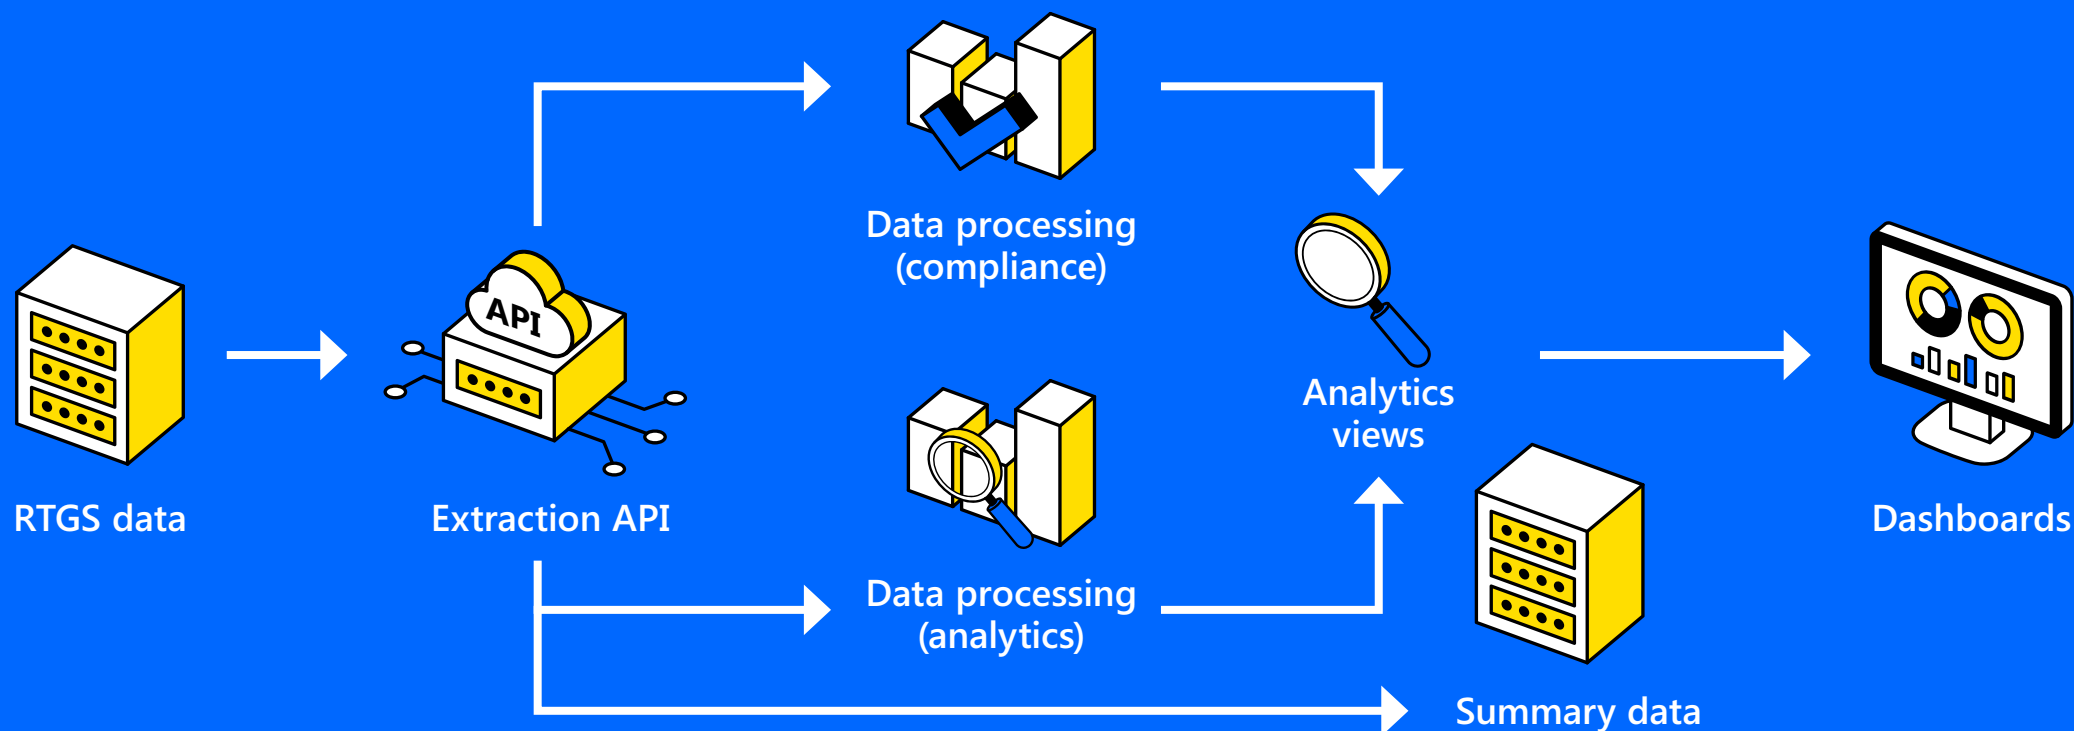 Data processing
(compliance)
API
Analytics
views
RTGS data
Extraction API
Dashboards
Data processing
(analytics)
Summary data